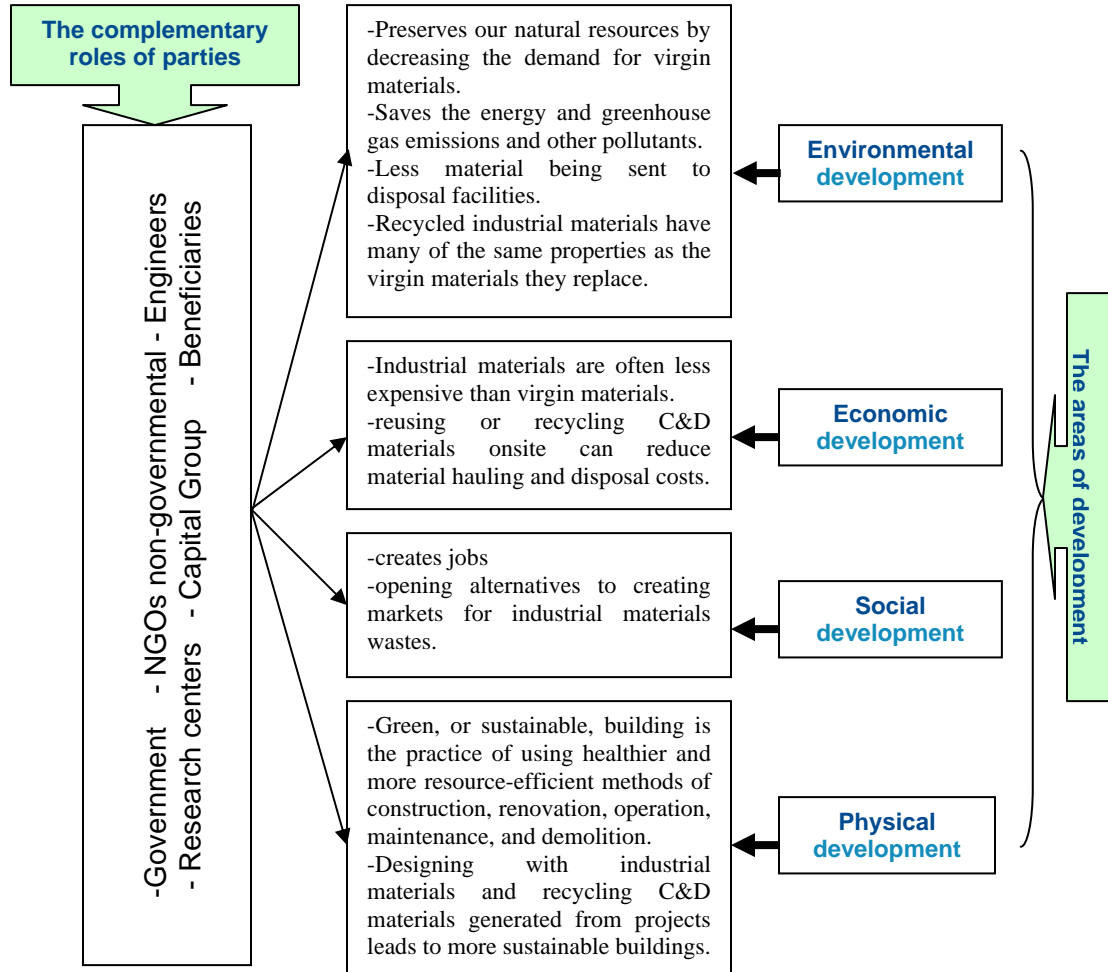 The complementary
roles of parties
-Government - NGOs non-governmental - Engineers
- Research centers - Capital Group - Beneficiaries
-Preserves our natural resources by
decreasing the demand for virgin
materials.
-Saves the energy and greenhouse
gas emissions and other pollutants.
-Less material being sent to
disposal facilities.
-Recycled industrial materials have
many of the same properties as the
virgin materials they replace.
Environmental
development
-Industrial materials are often less
expensive than virgin materials.
-reusing or recycling C&D
materials onsite can reduce
material hauling and disposal costs.
Economic
development
-creates jobs
-opening alternatives to creating
markets for industrial materials
wastes.
Social
development
-Green, or sustainable, building is
the practice of using healthier and
more resource-efficient methods of
construction, renovation, operation,
maintenance, and demolition.
-Designing with industrial
materials and recycling C&D
materials generated from projects
leads to more sustainable buildings.
Physical
development
The areas of development